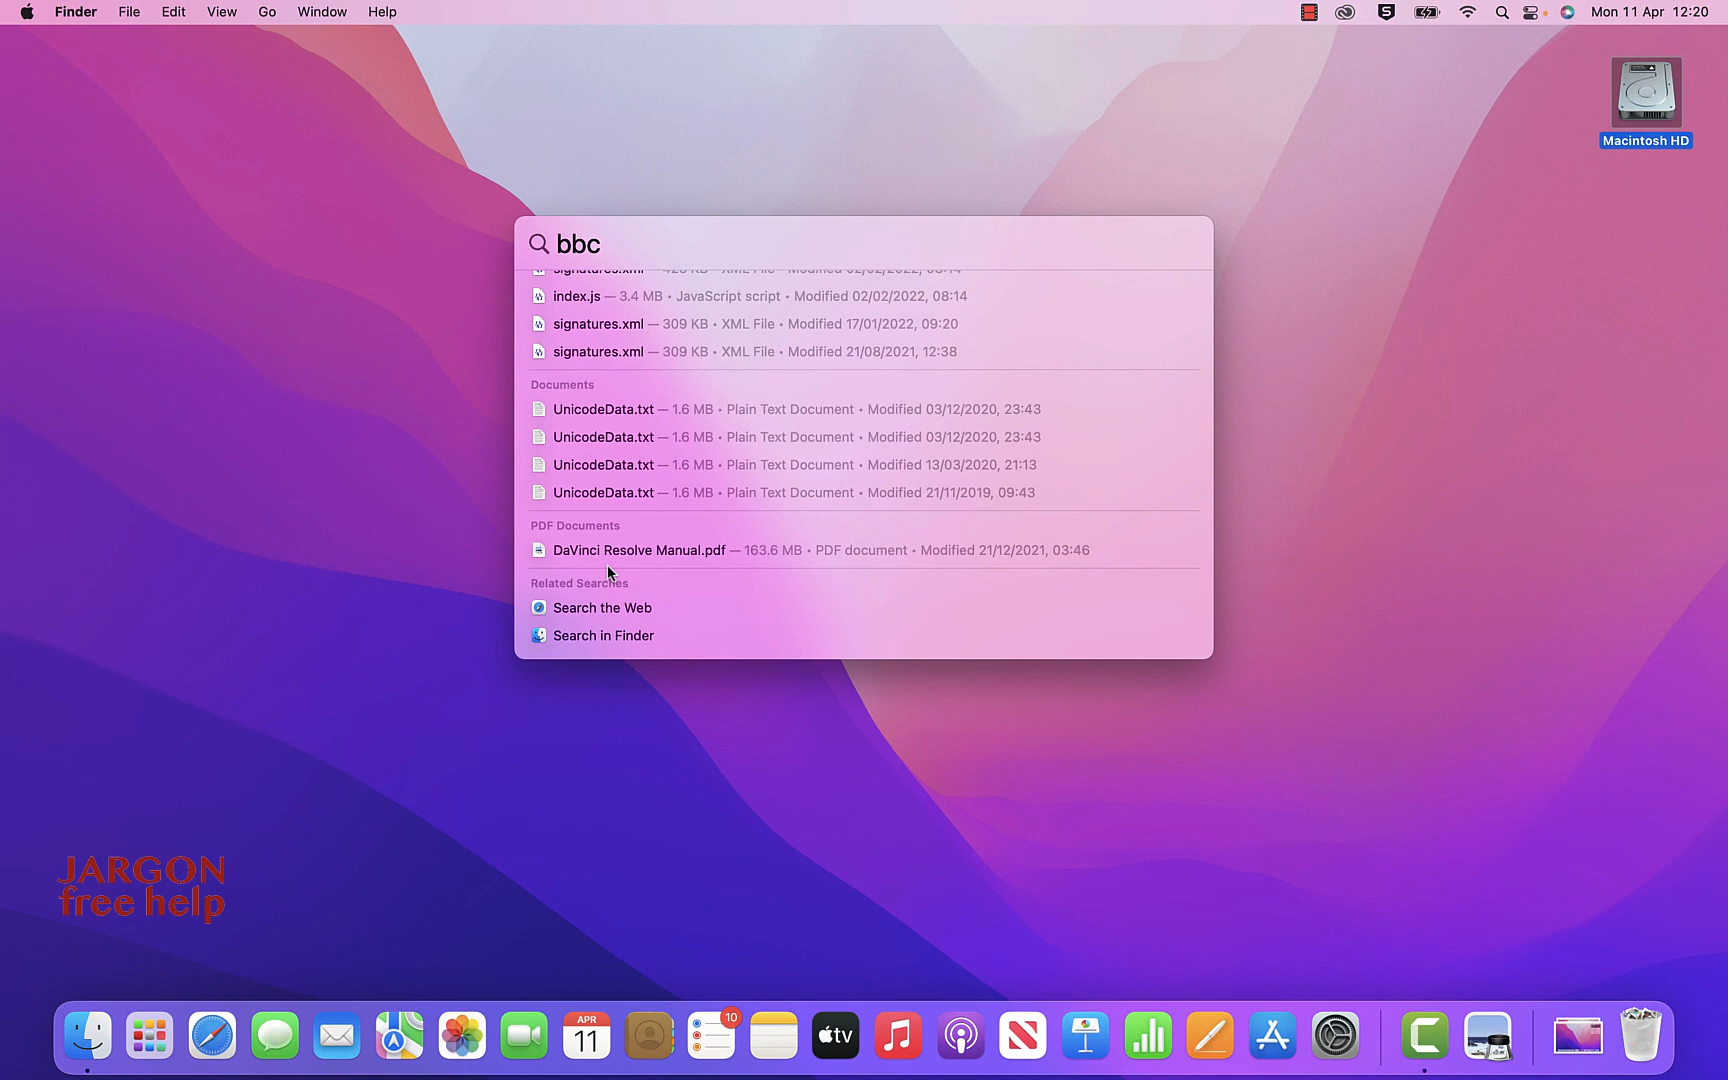 Finder File Edit View Go Window Help
Mon 11 Apr 12:20
Macintosh HD
bbc
signatures.xml
index.js — 3.4 MB • JavaScript script • Modified 02/02/2022, 08:14
signatures.xml — 309 KB • XML File • Modified 17/01/2022, 09:20
signatures.xml — 309 KB • XML File • Modified 21/08/2021, 12:38
Documents
UnicodeData.txt — 1.6 MB • Plain Text Document • Modified 03/12/2020, 23:43
UnicodeData.txt — 1.6 MB • Plain Text Document • Modified 03/12/2020, 23:43
UnicodeData.txt — 1.6 MB • Plain Text Document • Modified 13/03/2020, 21:13
UnicodeData.txt — 1.6 MB • Plain Text Document • Modified 21/11/2019, 09:43
PDF Documents
DaVinci Resolve Manual.pdf — 163.6 MB • PDF document • Modified 21/12/2021, 03:46
Related Searches
Search the Web
Search in Finder
JARGON
free help
APR
11
10
tv